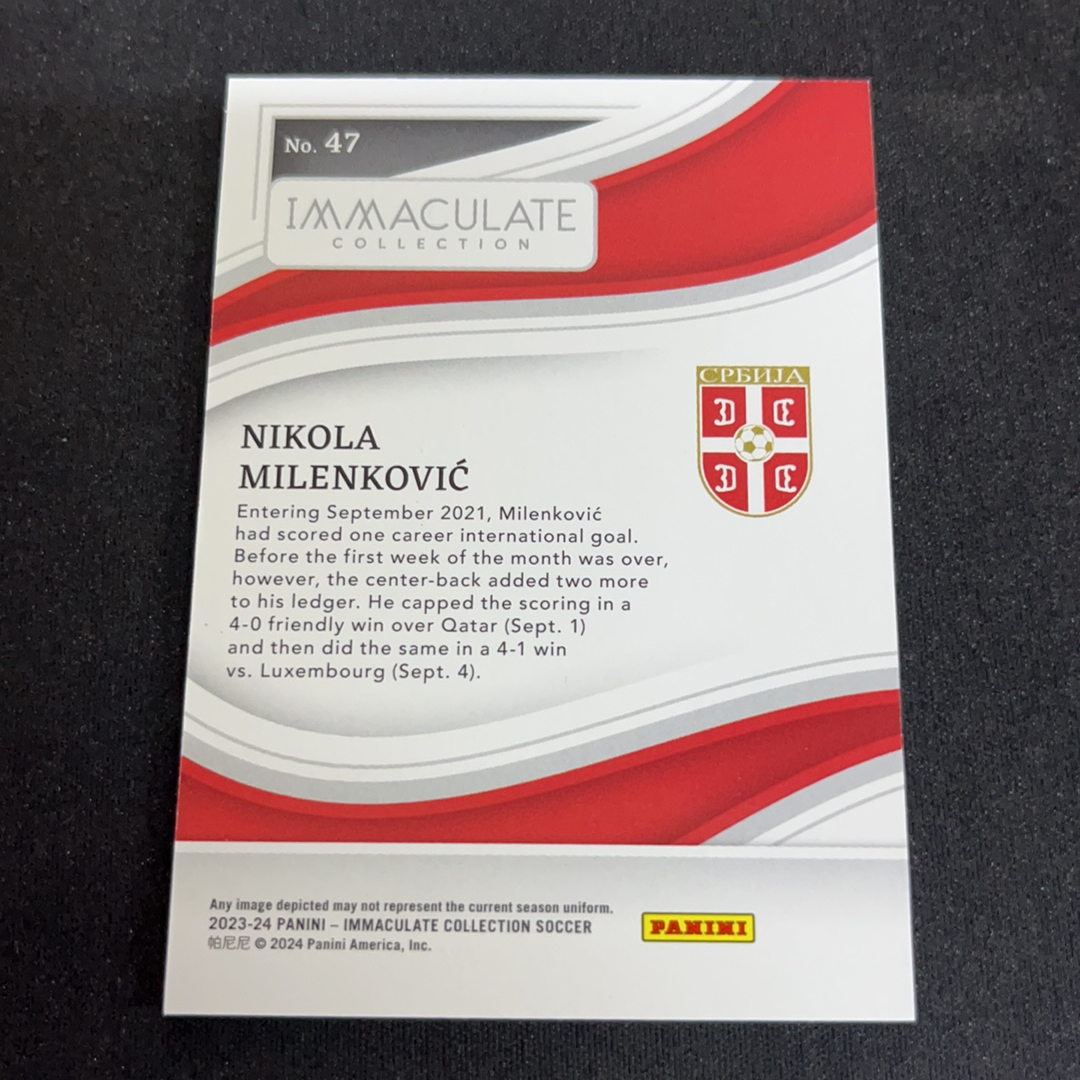 No. 47
IMMACULATE
COLLECTION
СРБИЈА
NIKOLA
MILENKOVIĆ
Entering September 2021, Milenković
had scored one career international goal.
Before the first week of the month was over,
however, the center-back added two more
to his ledger. He capped the scoring in a
4-0 friendly win over Qatar (Sept. 1)
and then did the same in a 4-1 win
vs. Luxembourg (Sept. 4).
Any image depicted may not represent the current season uniform.
2023-24 PANINI – IMMACULATE COLLECTION SOCCER
帕尼尼 © 2024 Panini America, Inc.
PANINI